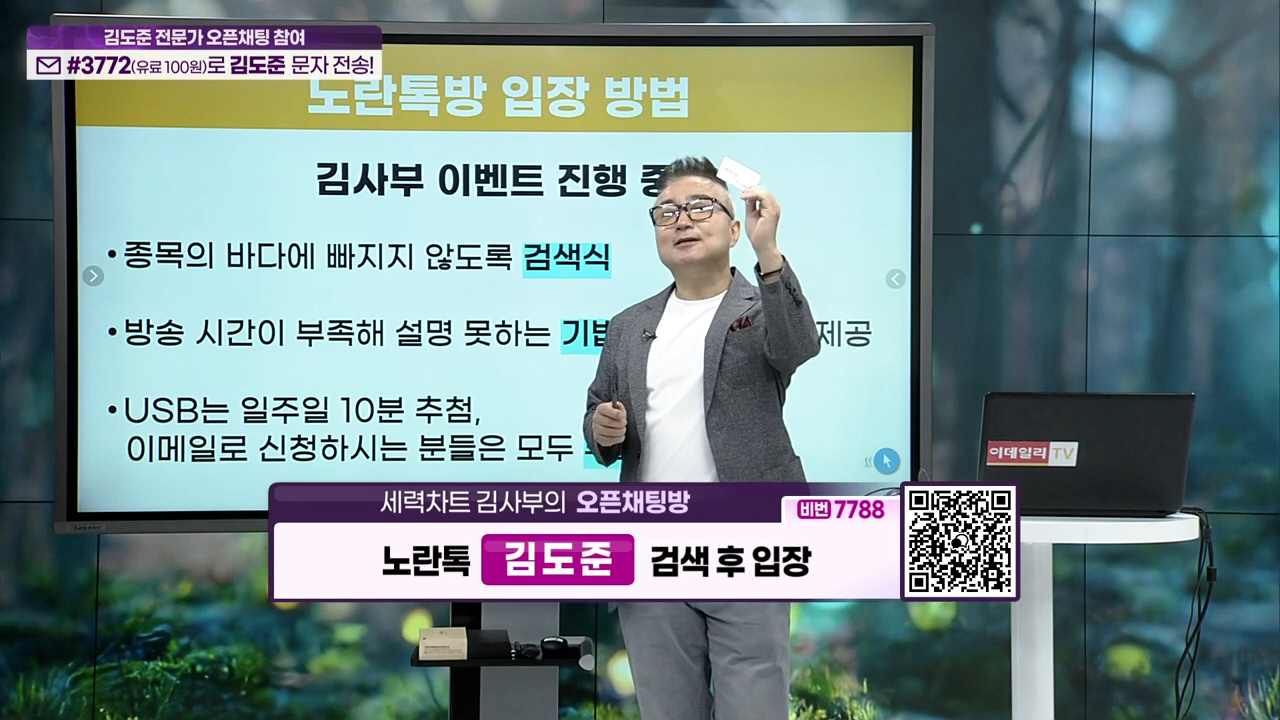 김도준 전문가 오픈채팅 참여
#3772(유료 100원)로 김도준 문자 전송!
노란톡방 입장 방법
김사부 이벤트 진행
• 종목의 바다에 빠지지 않도록 검색식
• 방송 시간이 부족해 설명 못하는 제공
• USB는 일주일 10분 추첨,
이메일로 신청하시는 분들은 모두
이데일리 TV
세력차트 김사부의 오픈채팅방
비번 7788
노란톡 김도준 검색 후 입장